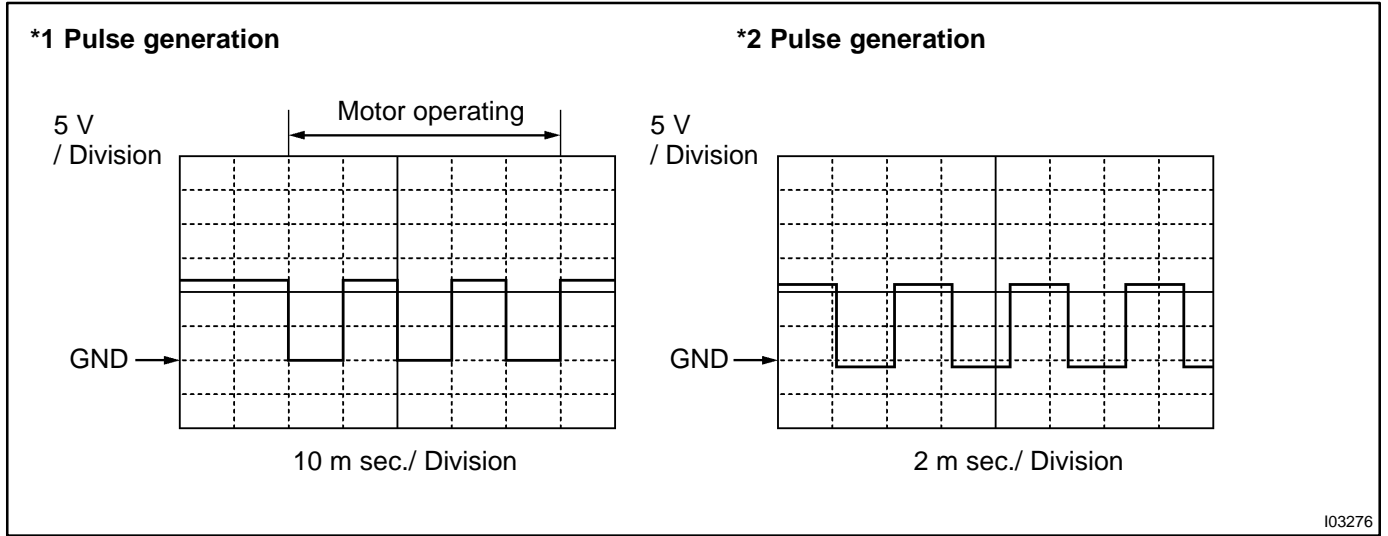 *1 Pulse generation
*2 Pulse generation
Motor operating
5 V
/ Division
GND
10 m sec./ Division
5 V
/ Division
GND
2 m sec./ Division
I03276